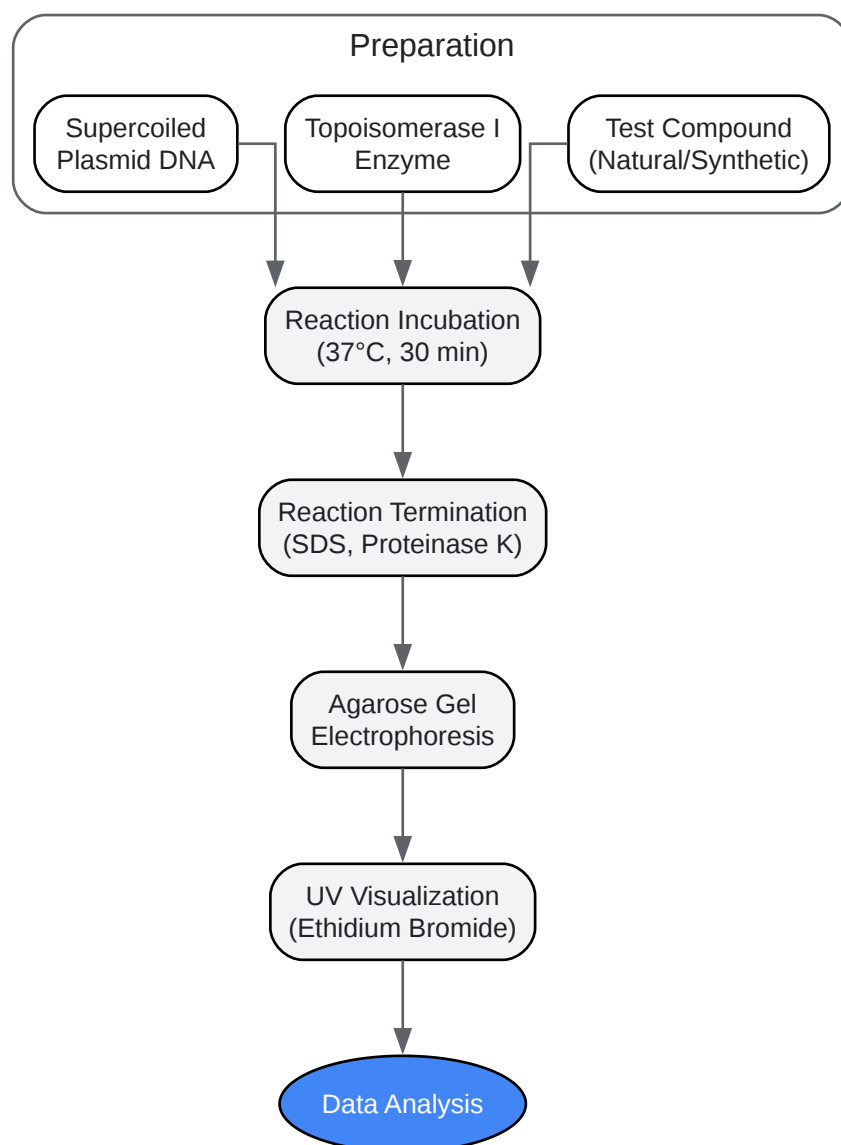 Preparation
Supercoiled
Plasmid DNA
Topoisomerase I
Enzyme
Test Compound
(Natural/Synthetic)
Reaction Incubation
(37°C, 30 min)
Reaction Termination
(SDS, Proteinase K)
Agarose Gel
Electrophoresis
UV Visualization
(Ethidium Bromide)
Data Analysis